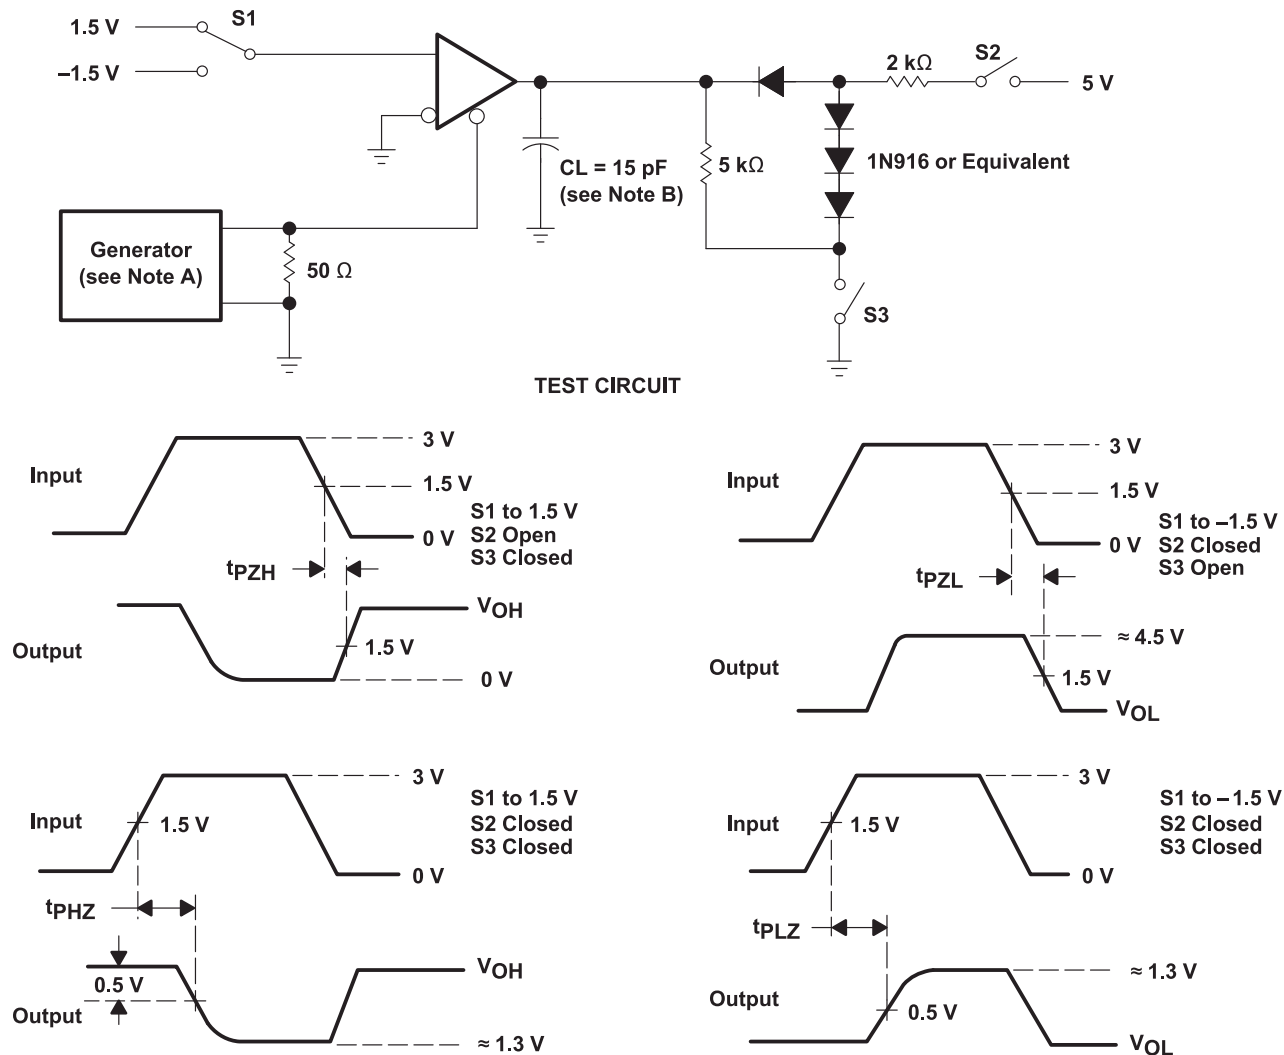 1.5 V
S1
–1.5 V
2 kΩ
S2
5 V
CL = 15 pF
(see Note B)
5 kΩ
1N916 or Equivalent
Generator
(see Note A)
50 Ω
S3
TEST CIRCUIT
Input
3 V
1.5 V
0 V
S1 to 1.5 V
S2 Open
S3 Closed
tPZH
Output
VOH
1.5 V
0 V
Input
3 V
1.5 V
0 V
S1 to –1.5 V
S2 Closed
S3 Open
tPZL
Output
≈ 4.5 V
1.5 V
VOL
Input
3 V
1.5 V
0 V
S1 to 1.5 V
S2 Closed
S3 Closed
tPHZ
0.5 V
Output
VOH
≈ 1.3 V
Input
3 V
1.5 V
0 V
S1 to – 1.5 V
S2 Closed
S3 Closed
tPLZ
Output
≈ 1.3 V
0.5 V
VOL